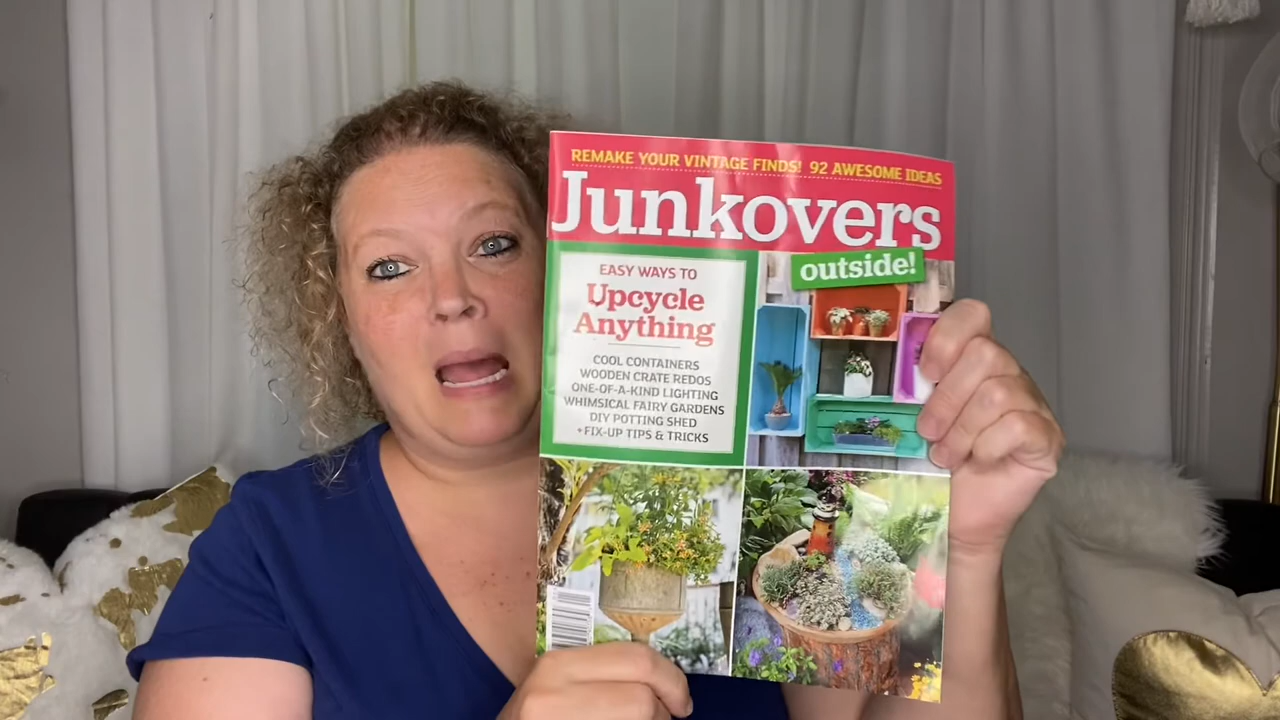 REMAKE YOUR VINTAGE FINDS! 92 AWESOME IDEAS
Junkovers
outside!
EASY WAYS TO
Upcycle
Anything
COOL CONTAINERS
WOODEN CRATE REDOS
ONE-OF-A-KIND LIGHTING
WHIMSICAL FAIRY GARDENS
DIY POTTING SHED
+FIX-UP TIPS & TRICKS